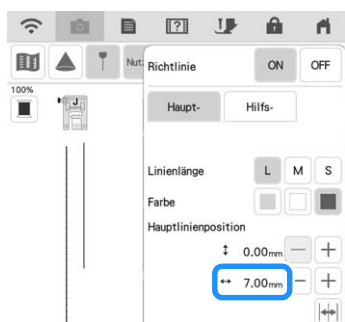 Nut
Richtlinie ON OFF
100%
J
Haupt- Hilfs-
Linienlänge L M S
Farbe
Hauptlinienposition
↕ 0.00mm − +
↔ 7.00mm − +